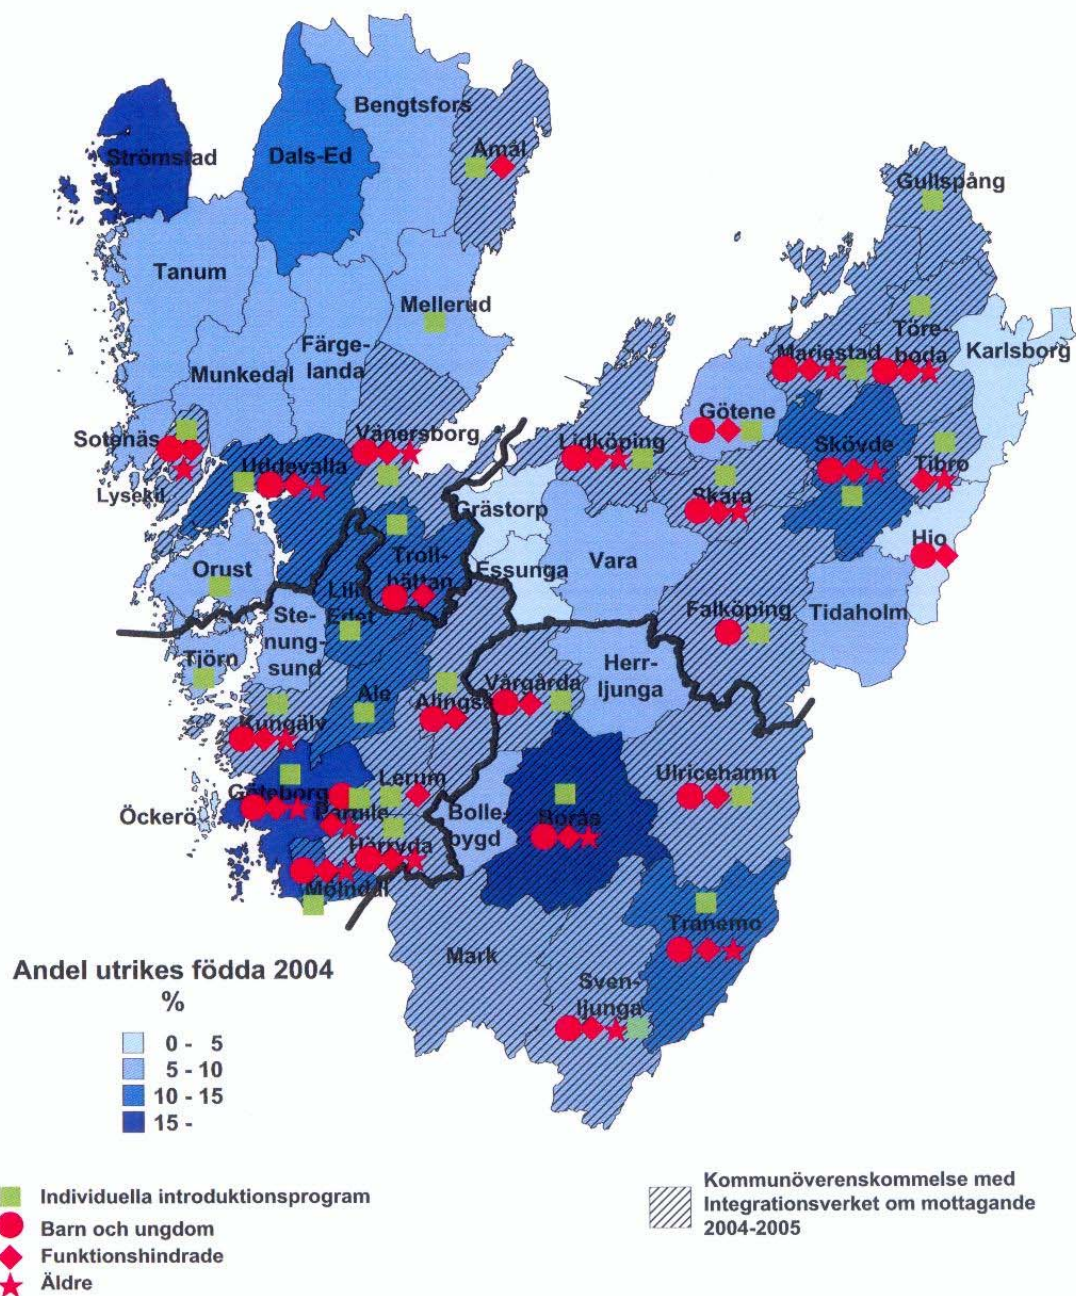 Bengtsfors
Åmål
Strömstad
Dals-Ed
Gullspång
Tanum
Mellerud
Töre-
boda
Karlsborg
Färge-
landa
Mariestad
Munkedal
Götene
Sotenäs
Vänersborg
Lidköping
Skövde
Uddevalla
Tibro
Lysekil
Skara
Grästorp
Hjo
Troll-
hättan
Essunga
Vara
Orust
Lilla
Edet
Falköping
Tidaholm
Ste-
nung-
sund
Tjörn
Herr-
ljunga
Vårgårda
Ale
Alingsås
Kungälv
Ulricehamn
Lerum
Göteborg
Partille
Öckerö
Bolle-
bygd
Borås
Härryda
Mölndal
Tranemo
Mark
Sven-
ljunga
Andel utrikes födda 2004
%
0 - 5
5 - 10
10 - 15
15 -
Individuella introduktionsprogram
Barn och ungdom
Funktionshindrade
Äldre
Kommunöverenskommelse med
Integrationsverket om mottagande
2004-2005